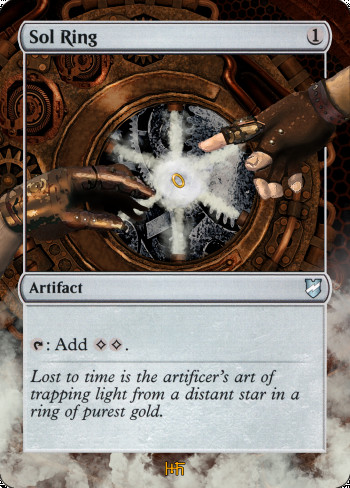 Sol Ring 1
Artifact
: Add .
Lost to time is the artificer's art of
trapping light from a distant star in a
ring of purest gold.